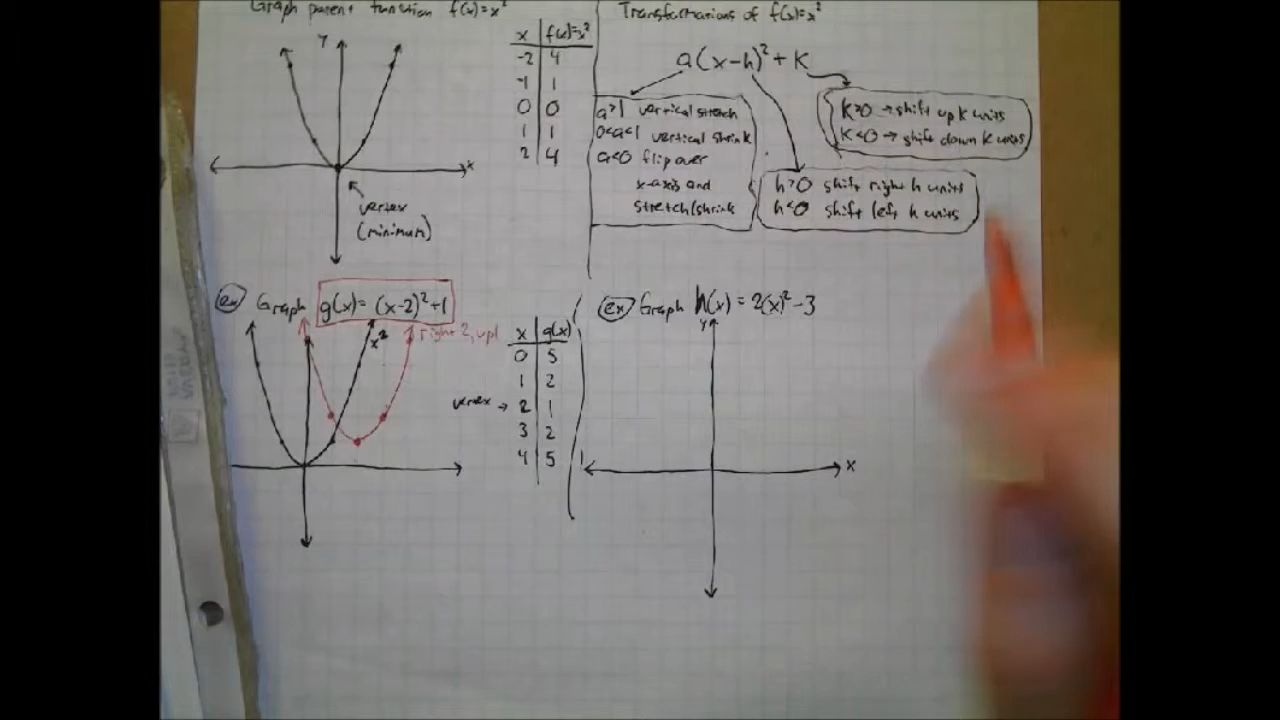 Graph parent function f(x)=x²
Y
X
vertex
(minimum)
x f(x)=x²
-2 4
-1 1
0 0
1 1
2 4
Transformations of f(x)=x²
a(x-h)²+K
a>1 vertical stretch
0<a<1 vertical shrink
a<0 flip over
x-axis and
stretch/shrink
K>0 → shift up K units
K<0 → shift down K units
h>0 shift right h units
h<0 shift left h units
ex Graph g(x)= (x-2)²+1
x²
right 2, up 1
x g(x)
0 5
1 2
vertex → 2 1
3 2
4 5
ex Graph h(x) = 2(x)²-3
y
x